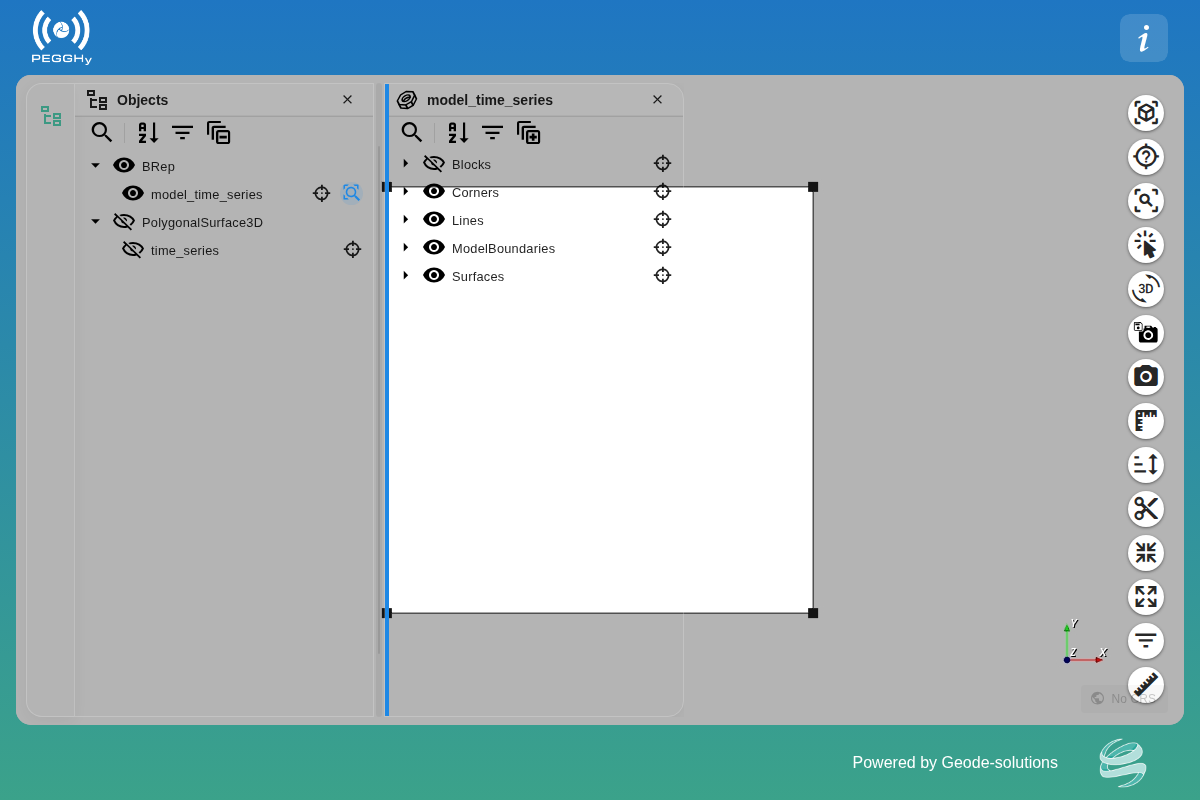 PEGGHy
i
Objects
model_time_series
BRep
model_time_series
PolygonalSurface3D
time_series
Blocks
Corners
Lines
ModelBoundaries
Surfaces
3D
Y
Z
X
No CRS
Powered by Geode-solutions